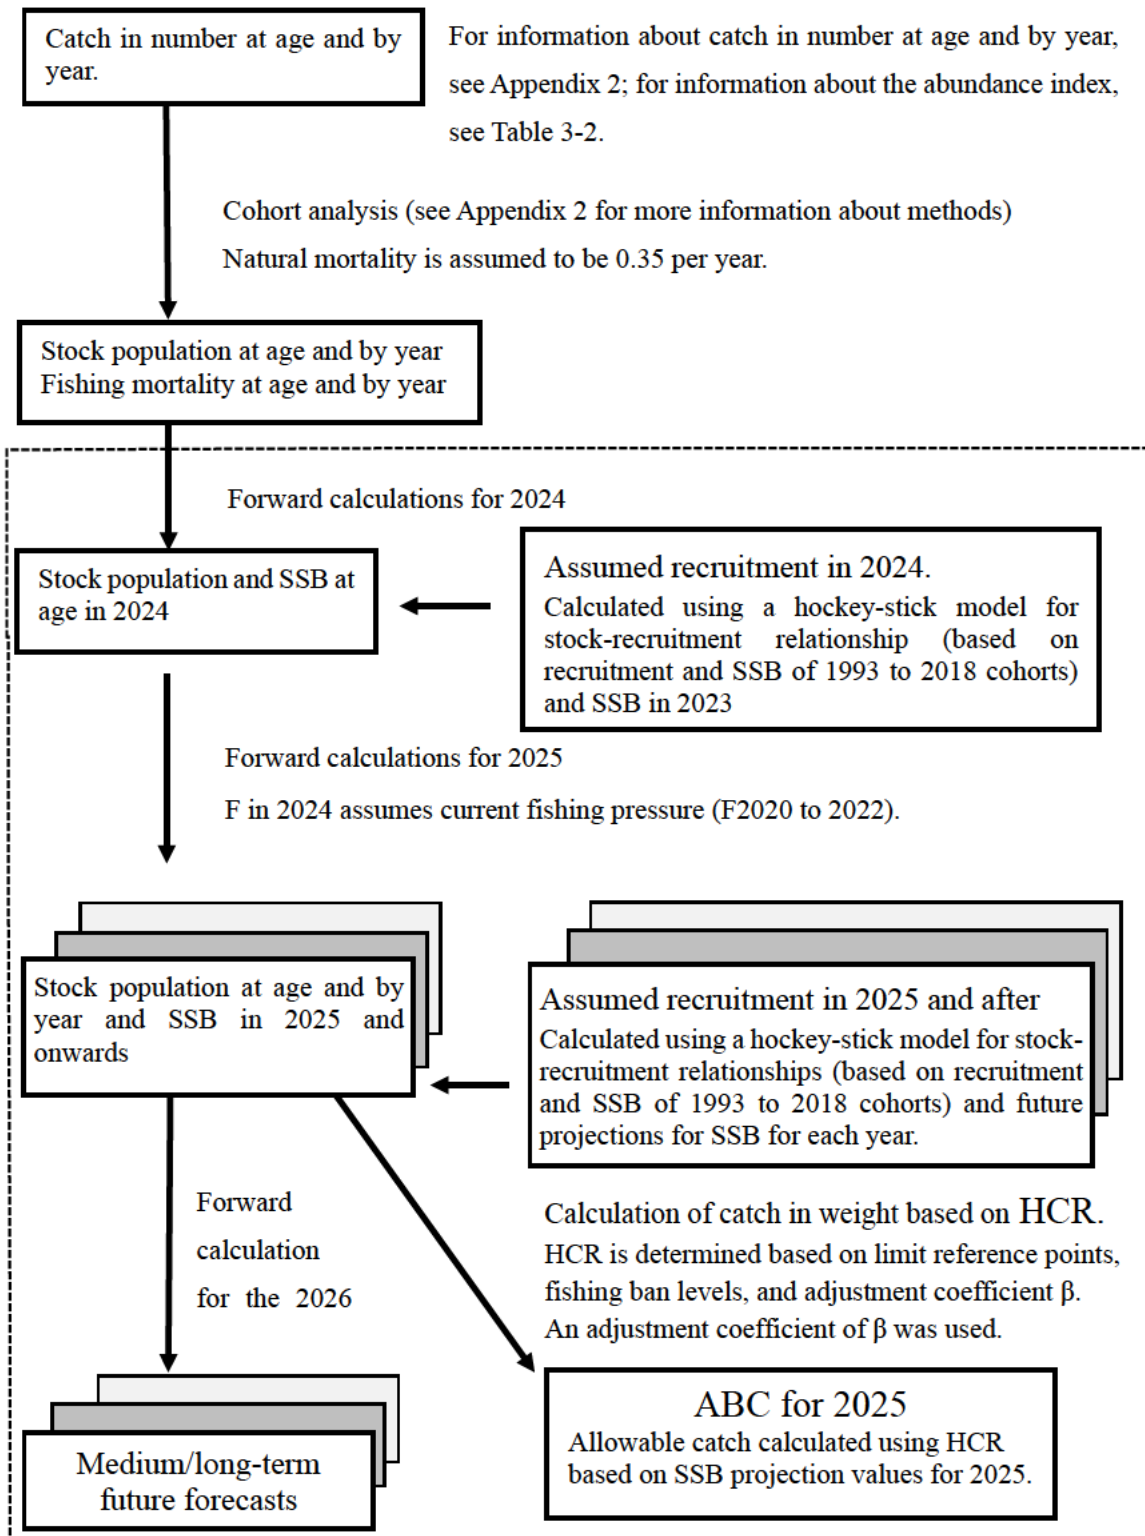 Catch in number at age and by
year.
For information about catch in number at age and by year,
see Appendix 2; for information about the abundance index,
see Table 3-2.
Cohort analysis (see Appendix 2 for more information about methods)
Natural mortality is assumed to be 0.35 per year.
Stock population at age and by year
Fishing mortality at age and by year
Forward calculations for 2024
Stock population and SSB at
age in 2024
Assumed recruitment in 2024.
Calculated using a hockey-stick model for
stock-recruitment relationship (based on
recruitment and SSB of 1993 to 2018 cohorts)
and SSB in 2023
Forward calculations for 2025
F in 2024 assumes current fishing pressure (F2020 to 2022).
Stock population at age and by
year and SSB in 2025 and
onwards
Assumed recruitment in 2025 and after
Calculated using a hockey-stick model for stock-
recruitment relationships (based on recruitment
and SSB of 1993 to 2018 cohorts) and future
projections for SSB for each year.
Forward
calculation
for the 2026
Calculation of catch in weight based on HCR.
HCR is determined based on limit reference points,
fishing ban levels, and adjustment coefficient β.
An adjustment coefficient of β was used.
Medium/long-term
future forecasts
ABC for 2025
Allowable catch calculated using HCR
based on SSB projection values for 2025.